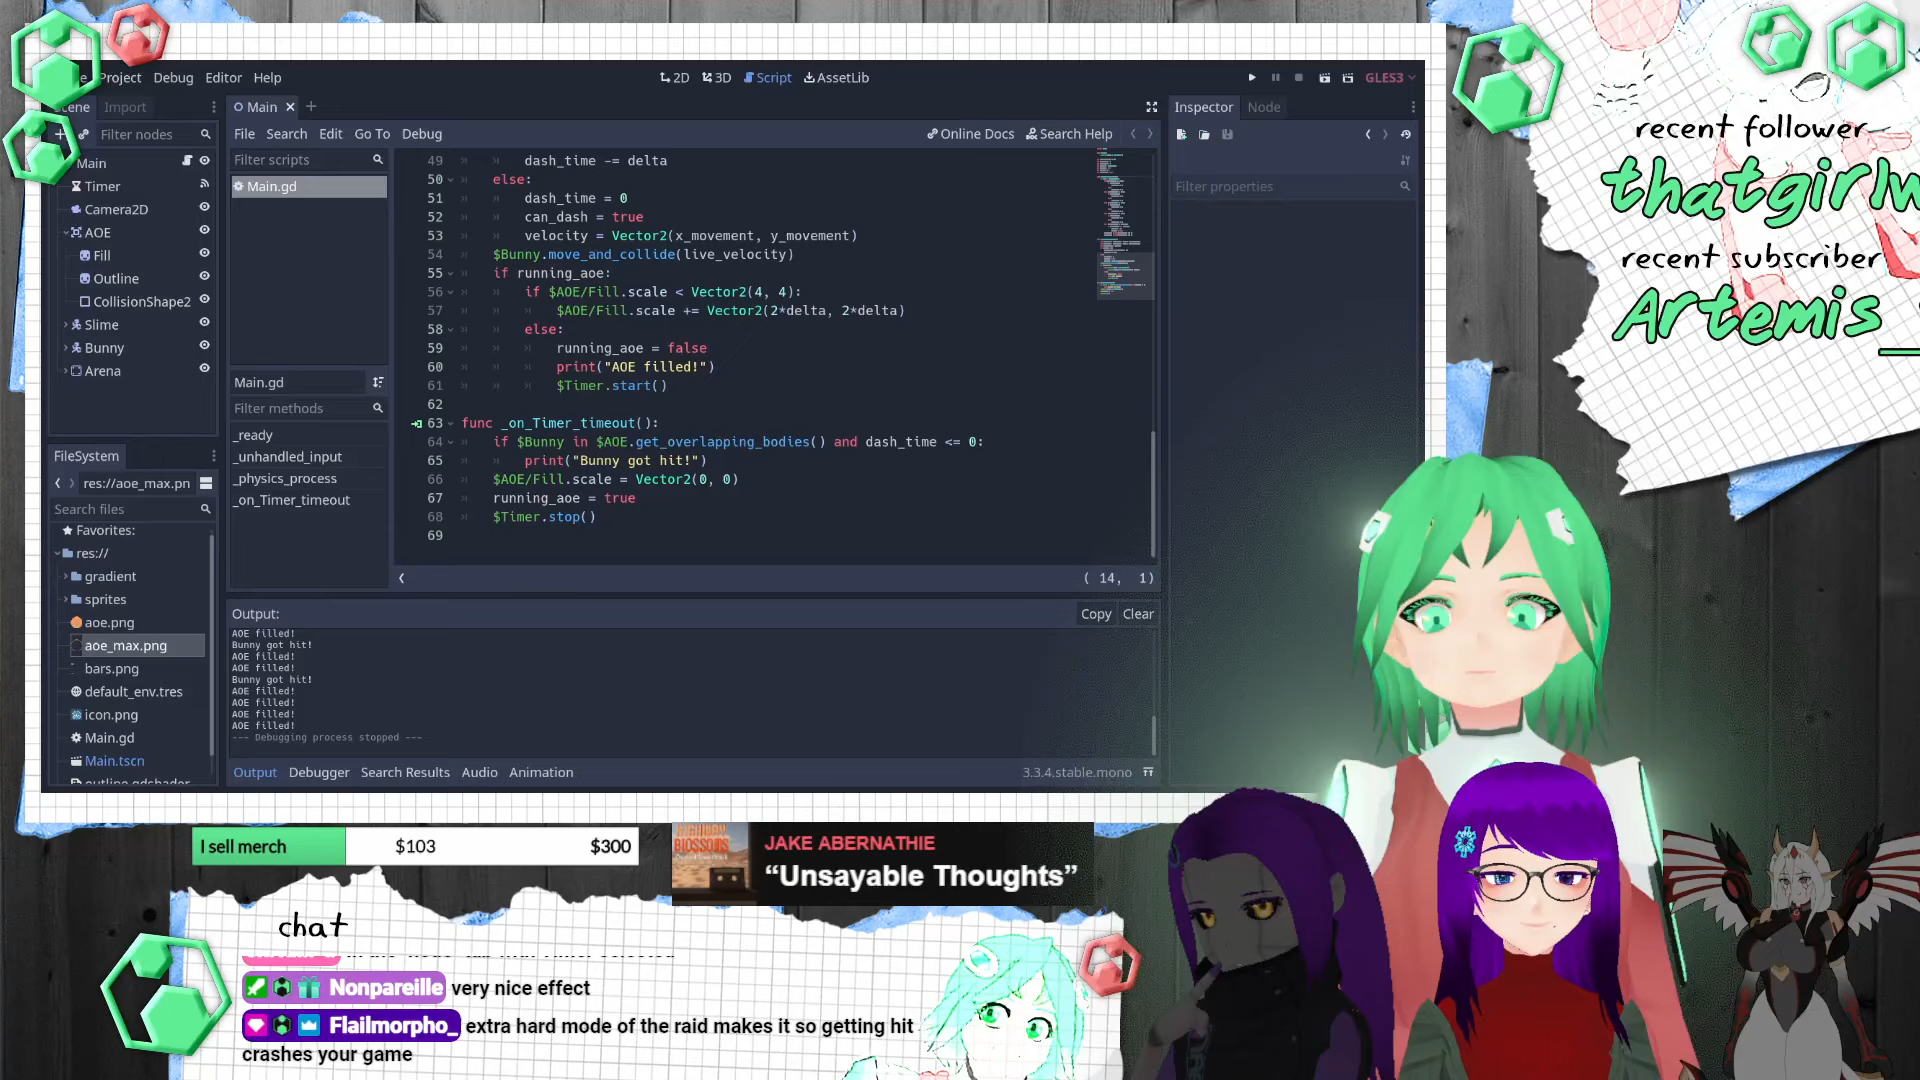 Project Debug Editor Help
2D 3D Script AssetLib
GLES3
Scene Import
Filter nodes
Main
Timer
Camera2D
AOE
Fill
Outline
CollisionShape2
Slime
Bunny
Arena
FileSystem
res://aoe_max.pn
Search files
Favorites:
res://
gradient
sprites
aoe.png
aoe_max.png
bars.png
default_env.tres
icon.png
Main.gd
Main.tscn
outline.gdshader
Main
File Search Edit Go To Debug
Online Docs Search Help
Filter scripts
Main.gd
Main.gd
Filter methods
_ready
_unhandled_input
_physics_process
_on_Timer_timeout
49 dash_time -= delta
50 else:
51 dash_time = 0
52 can_dash = true
53 velocity = Vector2(x_movement, y_movement)
54 $Bunny.move_and_collide(live_velocity)
55 if running_aoe:
56 if $AOE/Fill.scale < Vector2(4, 4):
57 $AOE/Fill.scale += Vector2(2*delta, 2*delta)
58 else:
59 running_aoe = false
60 print("AOE filled!")
61 $Timer.start()
62
63 func _on_Timer_timeout():
64 if $Bunny in $AOE.get_overlapping_bodies() and dash_time <= 0:
65 print("Bunny got hit!")
66 $AOE/Fill.scale = Vector2(0, 0)
67 running_aoe = true
68 $Timer.stop()
69
( 14, 1)
Output:
Copy Clear
AOE filled!
Bunny got hit!
AOE filled!
AOE filled!
Bunny got hit!
AOE filled!
AOE filled!
AOE filled!
AOE filled!
--- Debugging process stopped ---
Output Debugger Search Results Audio Animation
3.3.4.stable.mono
Inspector Node
Filter properties
recent follower
thatgirlw
recent subscriber
Artemis_
I sell merch $103 $300
HIGHWAY
BLOSSOMS
JAKE ABERNATHIE
“Unsayable Thoughts”
chat
Nonpareille very nice effect
Flailmorpho_ extra hard mode of the raid makes it so getting hit
crashes your game